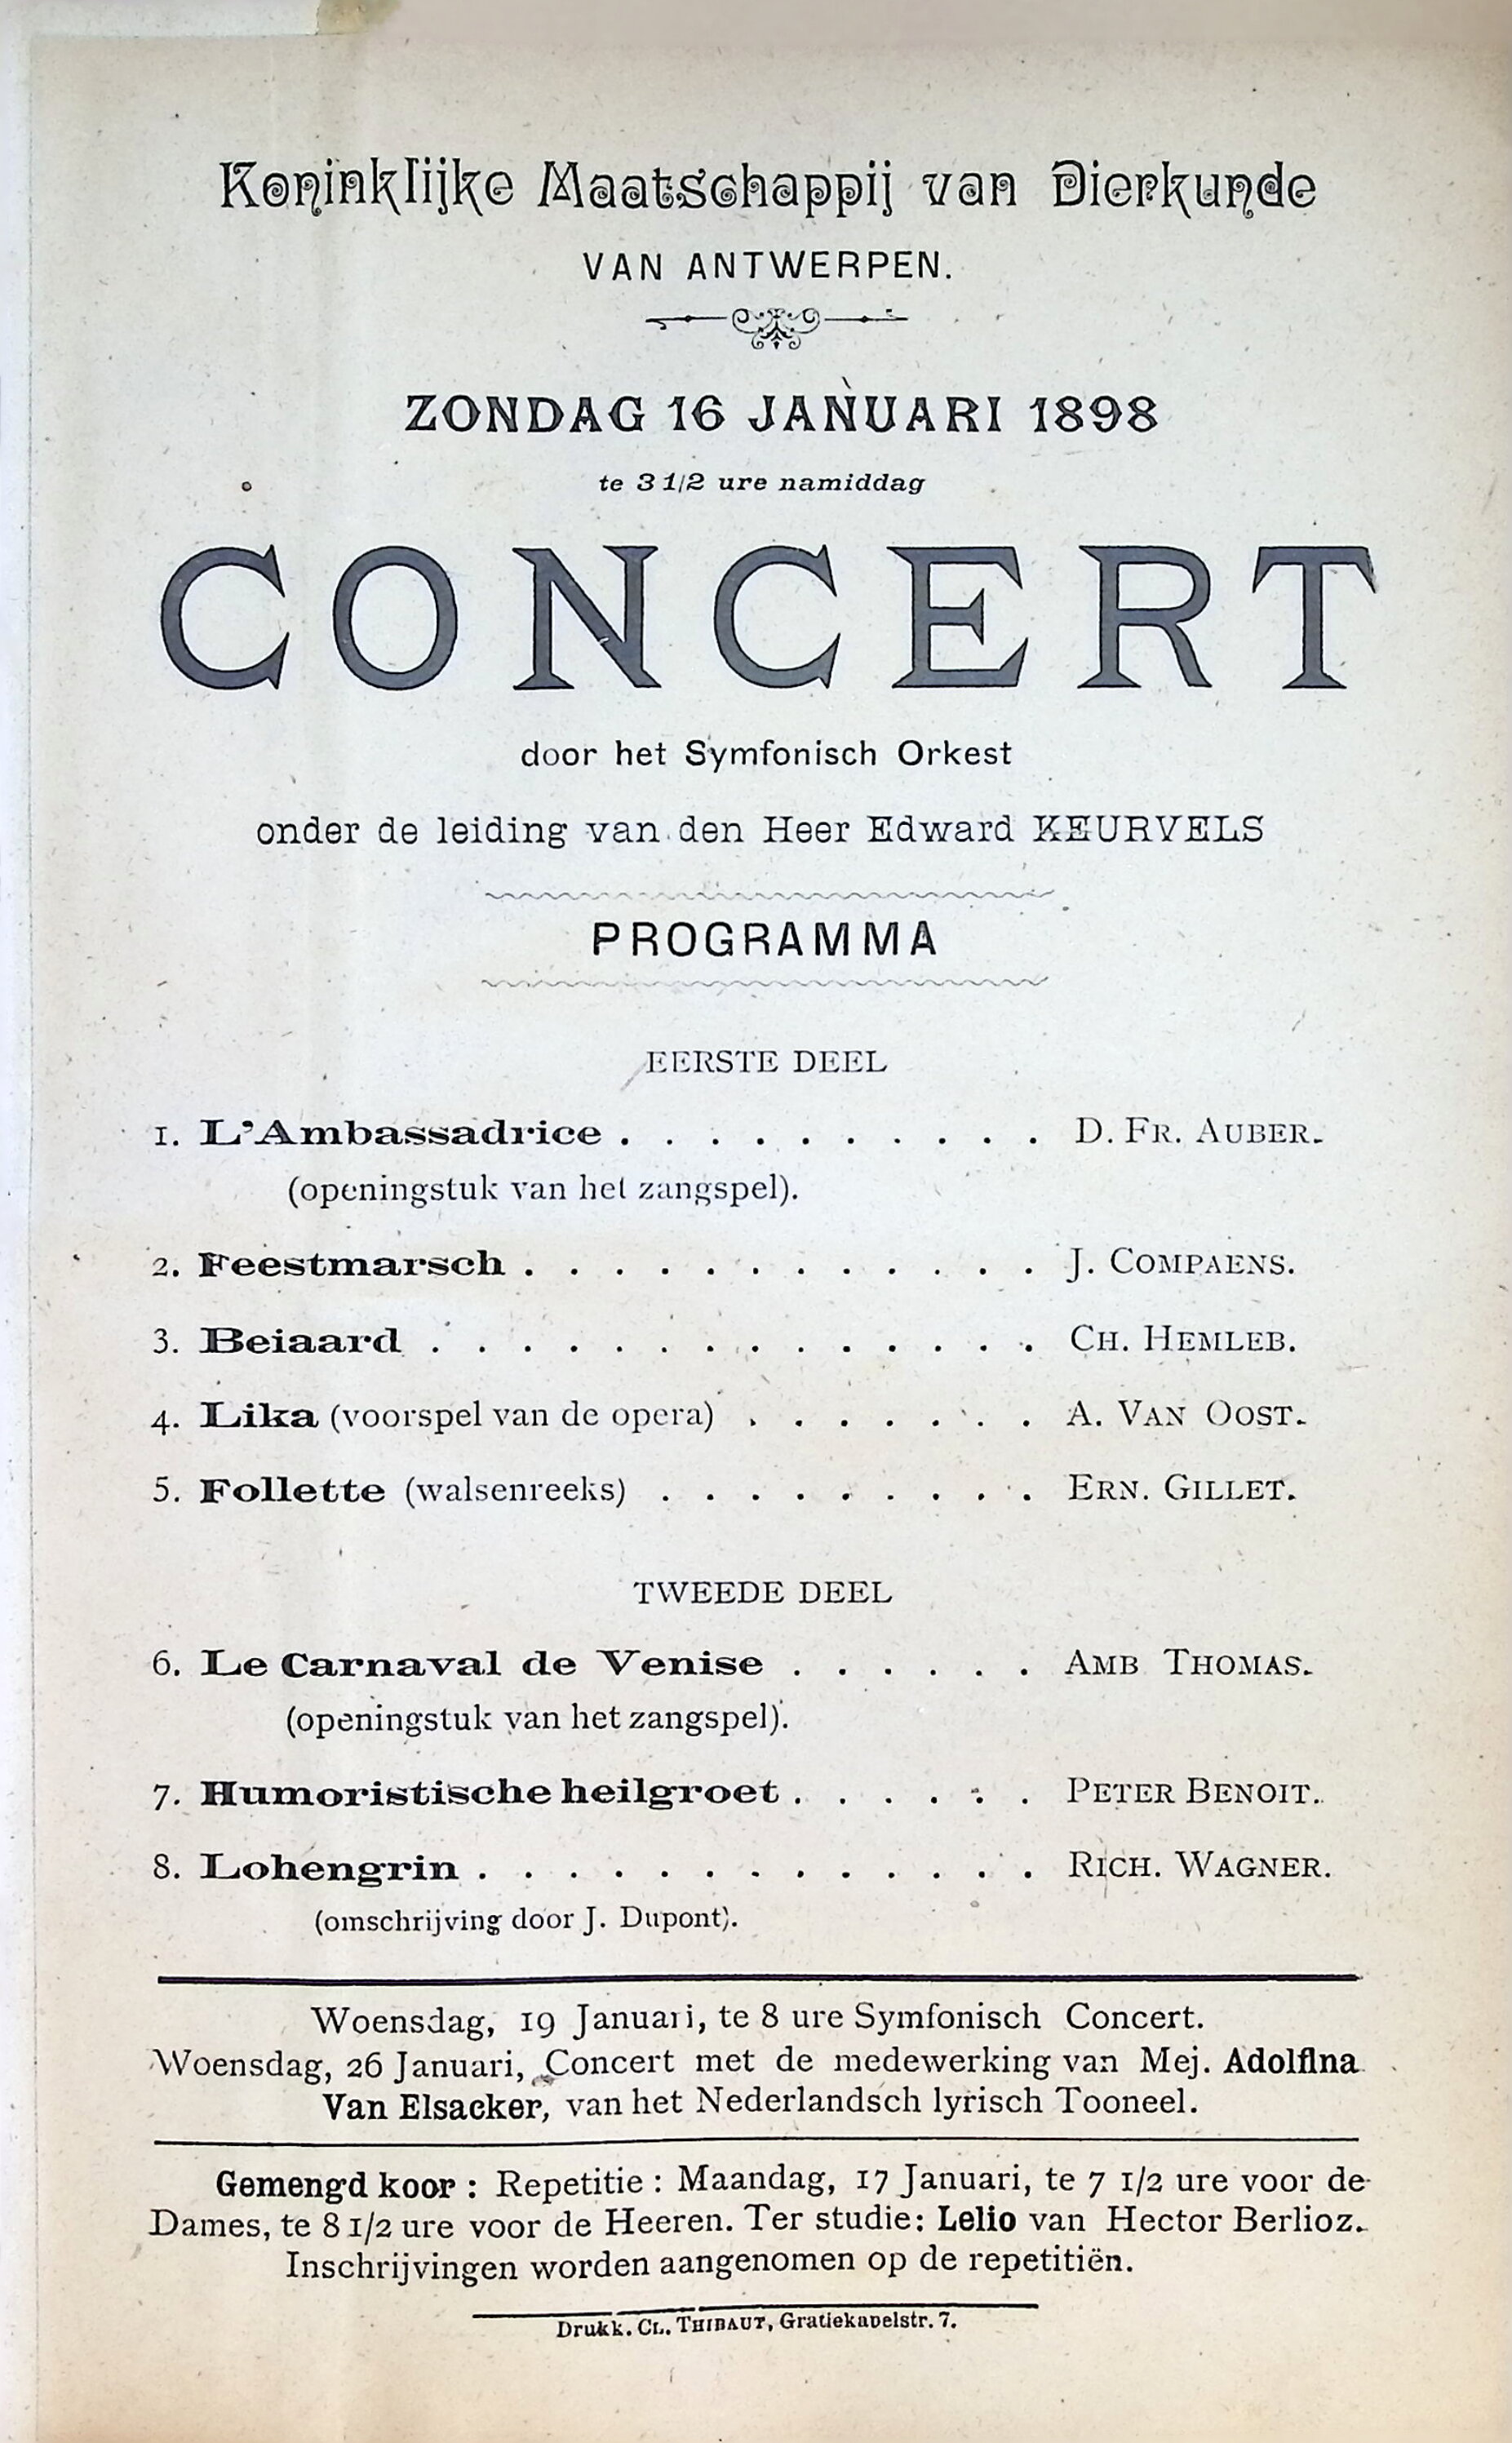 Koninklijke Maatschappij van Dierkunde
VAN ANTWERPEN.
ZONDAG 16 JANUARI 1898
te 3 1/2 ure namiddag
CONCERT
door het Symfonisch Orkest
onder de leiding van den Heer Edward KEURVELS
PROGRAMMA
EERSTE DEEL
1. L'Ambassadrice . . . . . . . . . . D. FR. AUBER.
(openingstuk van het zangspel).
2. Feestmarsch . . . . . . . . . . . . J. COMPAENS.
3. Beiaard . . . . . . . . . . . . . . CH. HEMLEB.
4. Lika (voorspel van de opera) . . . . . . . A. VAN OOST.
5. Follette (walsenreeks) . . . . . . . . . ERN. GILLET.
TWEEDE DEEL
6. Le Carnaval de Venise . . . . . . AMB THOMAS.
(openingstuk van het zangspel).
7. Humoristische heilgroet . . . . . . PETER BENOIT.
8. Lohengrin . . . . . . . . . . . . . RICH. WAGNER.
(omschrijving door J. Dupont).
Woensdag, 19 Januari, te 8 ure Symfonisch Concert.
Woensdag, 26 Januari, Concert met de medewerking van Mej. Adolfina
Van Elsacker, van het Nederlandsch lyrisch Tooneel.
Gemengd koor : Repetitie : Maandag, 17 Januari, te 7 1/2 ure voor de
Dames, te 8 1/2 ure voor de Heeren. Ter studie: Lelio van Hector Berlioz.
Inschrijvingen worden aangenomen op de repetitiën.
Drukk. CL. THIBAUT, Gratiekapelstr. 7.